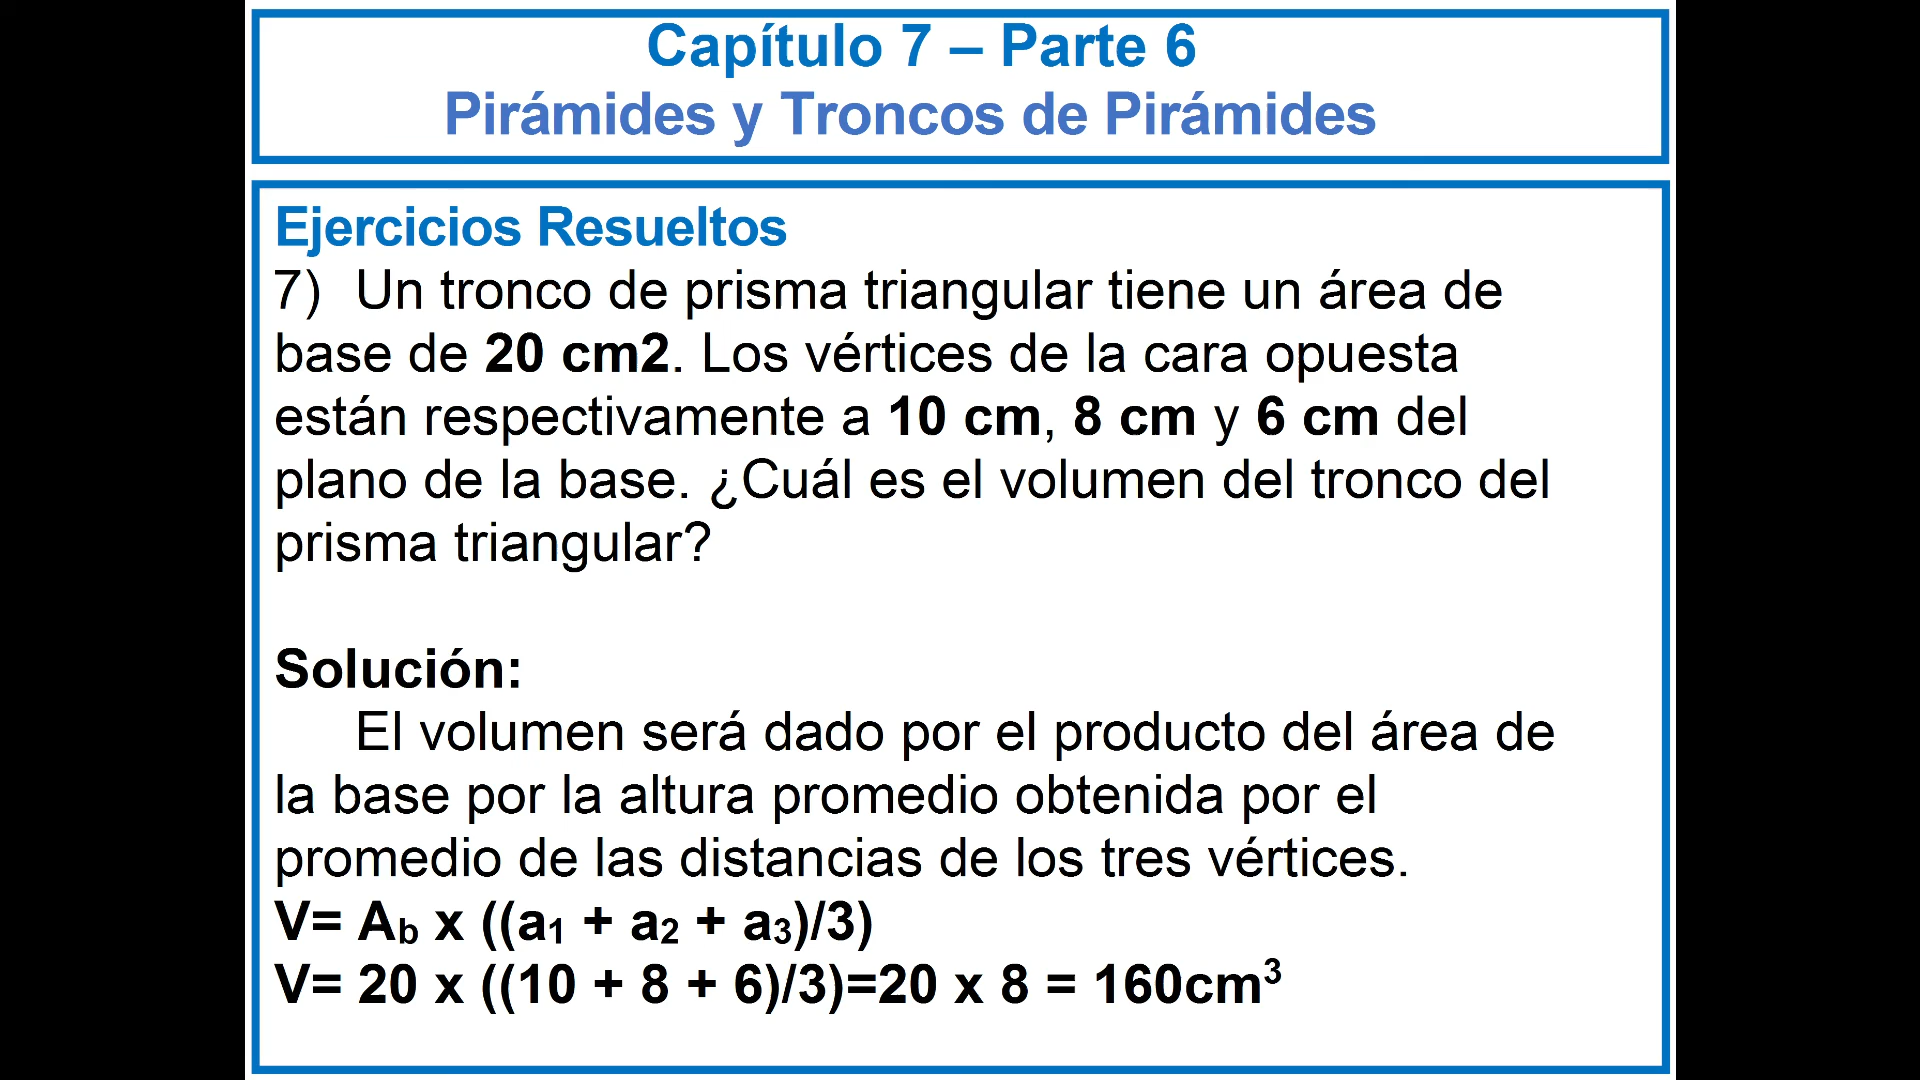 Capítulo 7 – Parte 6
Pirámides y Troncos de Pirámides
Ejercicios Resueltos
7) Un tronco de prisma triangular tiene un área de
base de 20 cm2. Los vértices de la cara opuesta
están respectivamente a 10 cm, 8 cm y 6 cm del
plano de la base. ¿Cuál es el volumen del tronco del
prisma triangular?
Solución:
El volumen será dado por el producto del área de
la base por la altura promedio obtenida por el
promedio de las distancias de los tres vértices.
V= A_b x ((a₁ + a₂ + a₃)/3)
V= 20 x ((10 + 8 + 6)/3)=20 x 8 = 160cm³